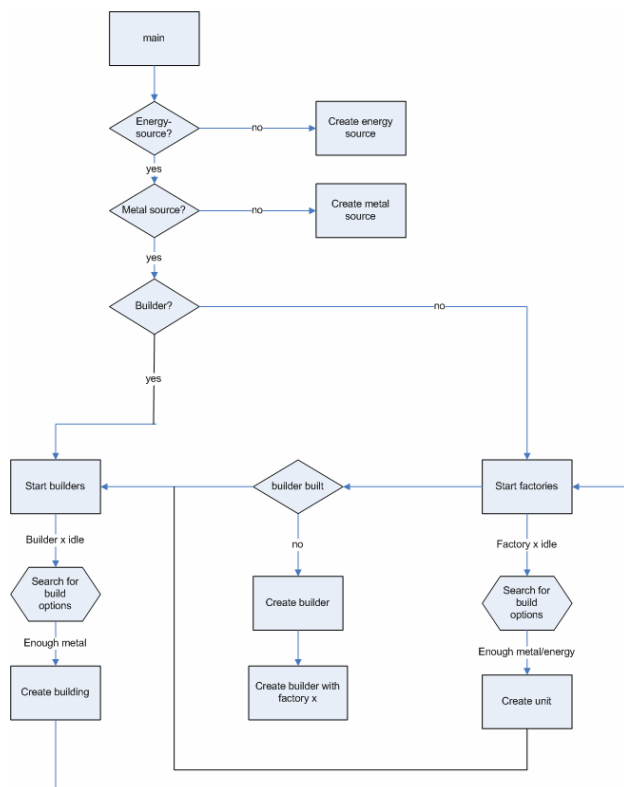 main
Energy-
source?
no
Create energy
source
yes
Metal source?
no
Create metal
source
yes
Builder?
no
yes
Start builders
builder built
Start factories
Builder x idle
no
Factory x idle
Search for
build
options
Create builder
Search for
build
options
Enough metal
Enough metal/energy
Create building
Create builder with
factory x
Create unit